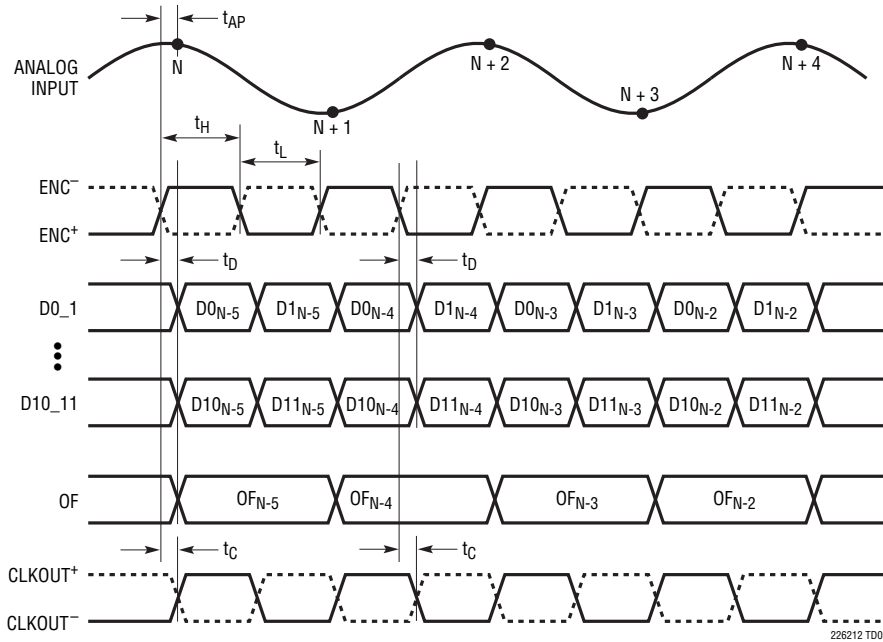 tAP
ANALOG
INPUT
N
N + 1
N + 2
N + 3
N + 4
tH
tL
ENC–
ENC+
tD
tD
D0_1
D0N-5
D1N-5
D0N-4
D1N-4
D0N-3
D1N-3
D0N-2
D1N-2
D10_11
D10N-5
D11N-5
D10N-4
D11N-4
D10N-3
D11N-3
D10N-2
D11N-2
OF
OFN-5
OFN-4
OFN-3
OFN-2
tC
tC
CLKOUT+
CLKOUT–
226212 TD0